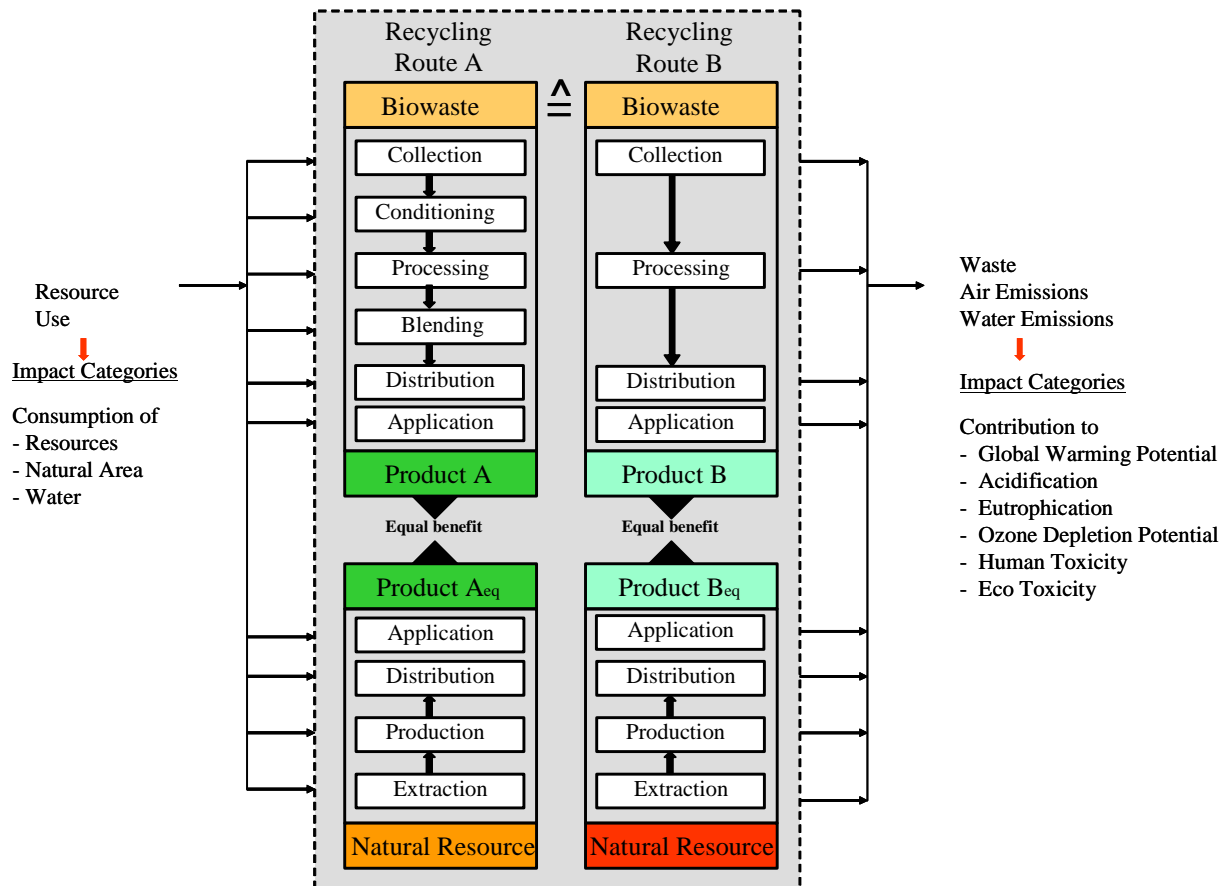 Recycling
Route A
Recycling
Route B
Biowaste
≙
Biowaste
Collection
Conditioning
Processing
Blending
Distribution
Application
Product A
Collection
Processing
Distribution
Application
Product B
Equal benefit
Equal benefit
Product Aeq
Application
Distribution
Production
Extraction
Natural Resource
Product Beq
Application
Distribution
Production
Extraction
Natural Resource
Resource
Use
Impact Categories
Consumption of
- Resources
- Natural Area
- Water
Waste
Air Emissions
Water Emissions
Impact Categories
Contribution to
- Global Warming Potential
- Acidification
- Eutrophication
- Ozone Depletion Potential
- Human Toxicity
- Eco Toxicity